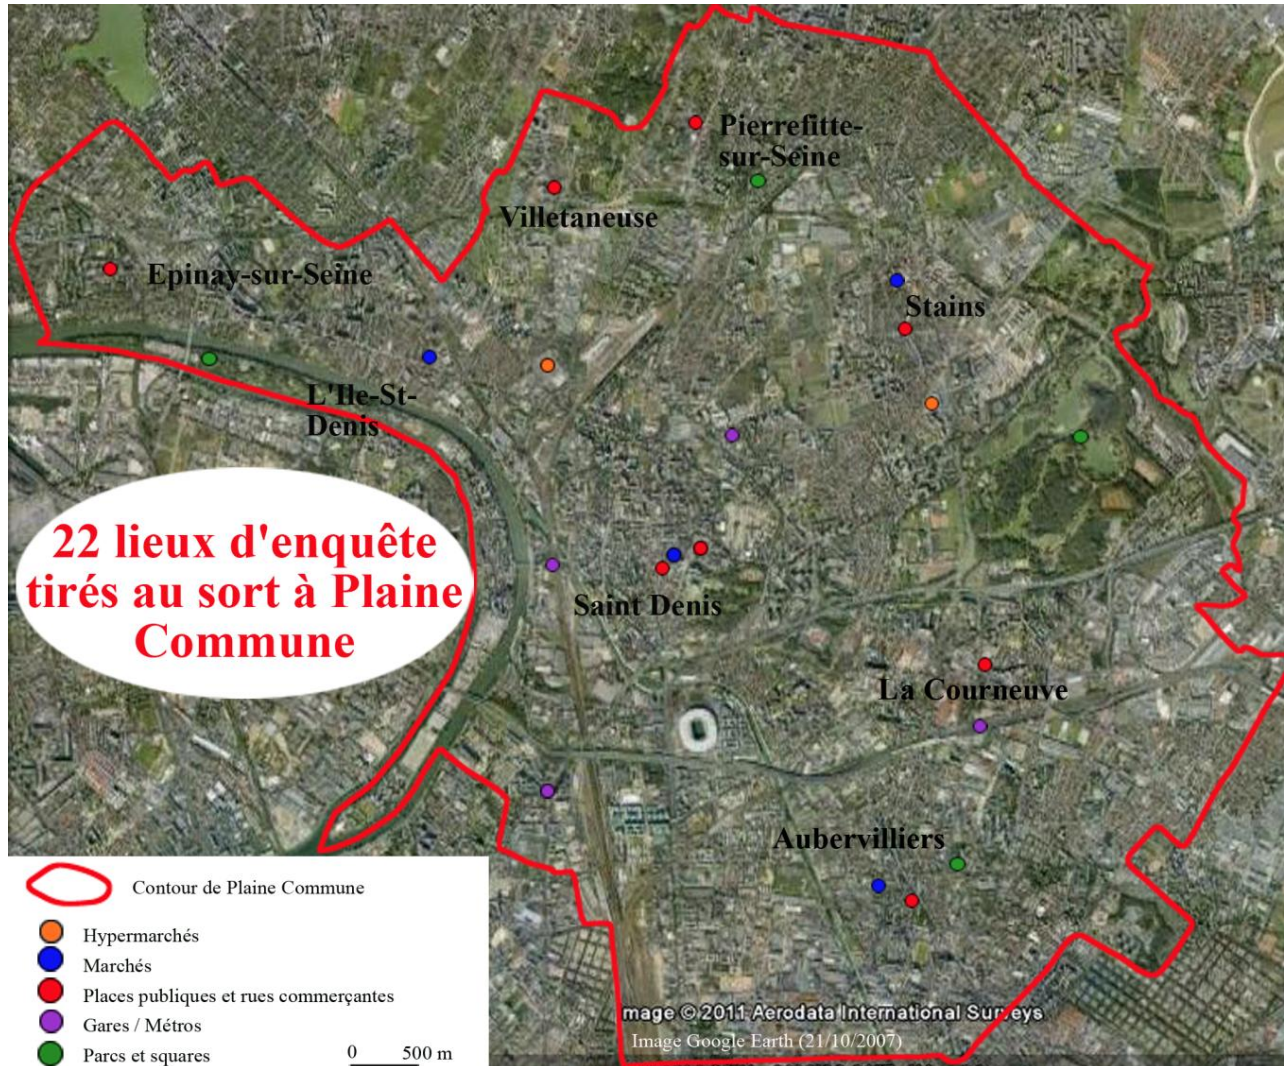 Pierrefitte-
sur-Seine
Villetaneuse
Epinay-sur-Seine
Stains
L'Ile-St-
Denis
22 lieux d'enquête
tirés au sort à Plaine
Commune
Saint Denis
La Courneuve
Aubervilliers
Contour de Plaine Commune
Hypermarchés
Marchés
Places publiques et rues commerçantes
Gares / Métros
Parcs et squares
0 500 m
Image © 2011 Aerodata International Surveys
Image Google Earth (21/10/2007)